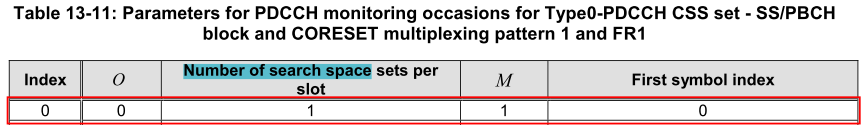 Table 13-11: Parameters for PDCCH monitoring occasions for Type0-PDCCH CSS set - SS/PBCH
block and CORESET multiplexing pattern 1 and FR1
Index O Number of search space sets per slot M First symbol index
0 0 1 1 0